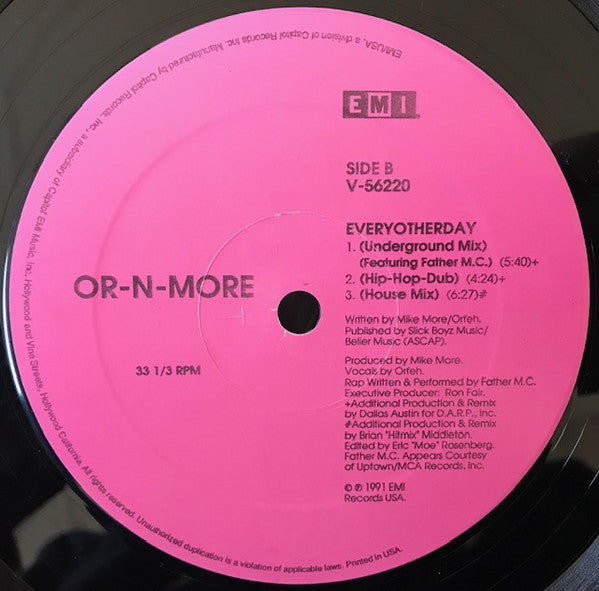 EMI
SIDE B
V-56220
EVERYOTHERDAY
1. (Underground Mix)
(Featuring Father M.C.) (5:40)+
2. (Hip-Hop-Dub) (4:24)+
3. (House Mix) (6:27)#
OR-N-MORE
33 1/3 RPM
Written by Mike More/Orfeh.
Published by Slick Boyz Music/
Belier Music (ASCAP).
Produced by Mike More.
Vocals by Orfeh.
Rap Written & Performed by Father M.C.
Executive Producer: Ron Fair.
+Additional Production & Remix
by Dallas Austin for D.A.R.P., Inc.
#Additional Production & Remix
by Brian "Hitmix" Middleton.
Edited by Eric "Moe" Rosenberg.
Father M.C. Appears Courtesy
of Uptown/MCA Records, Inc.
© ℗ 1991 EMI
Records USA.
EMI/USA, a division of Capitol Records Inc. Manufactured by Capitol Records, Inc., a subsidiary of Capitol EMI Music, Inc., Hollywood and Vine Streets, Hollywood California. All rights reserved. Unauthorized duplication is a violation of applicable laws. Printed in USA.